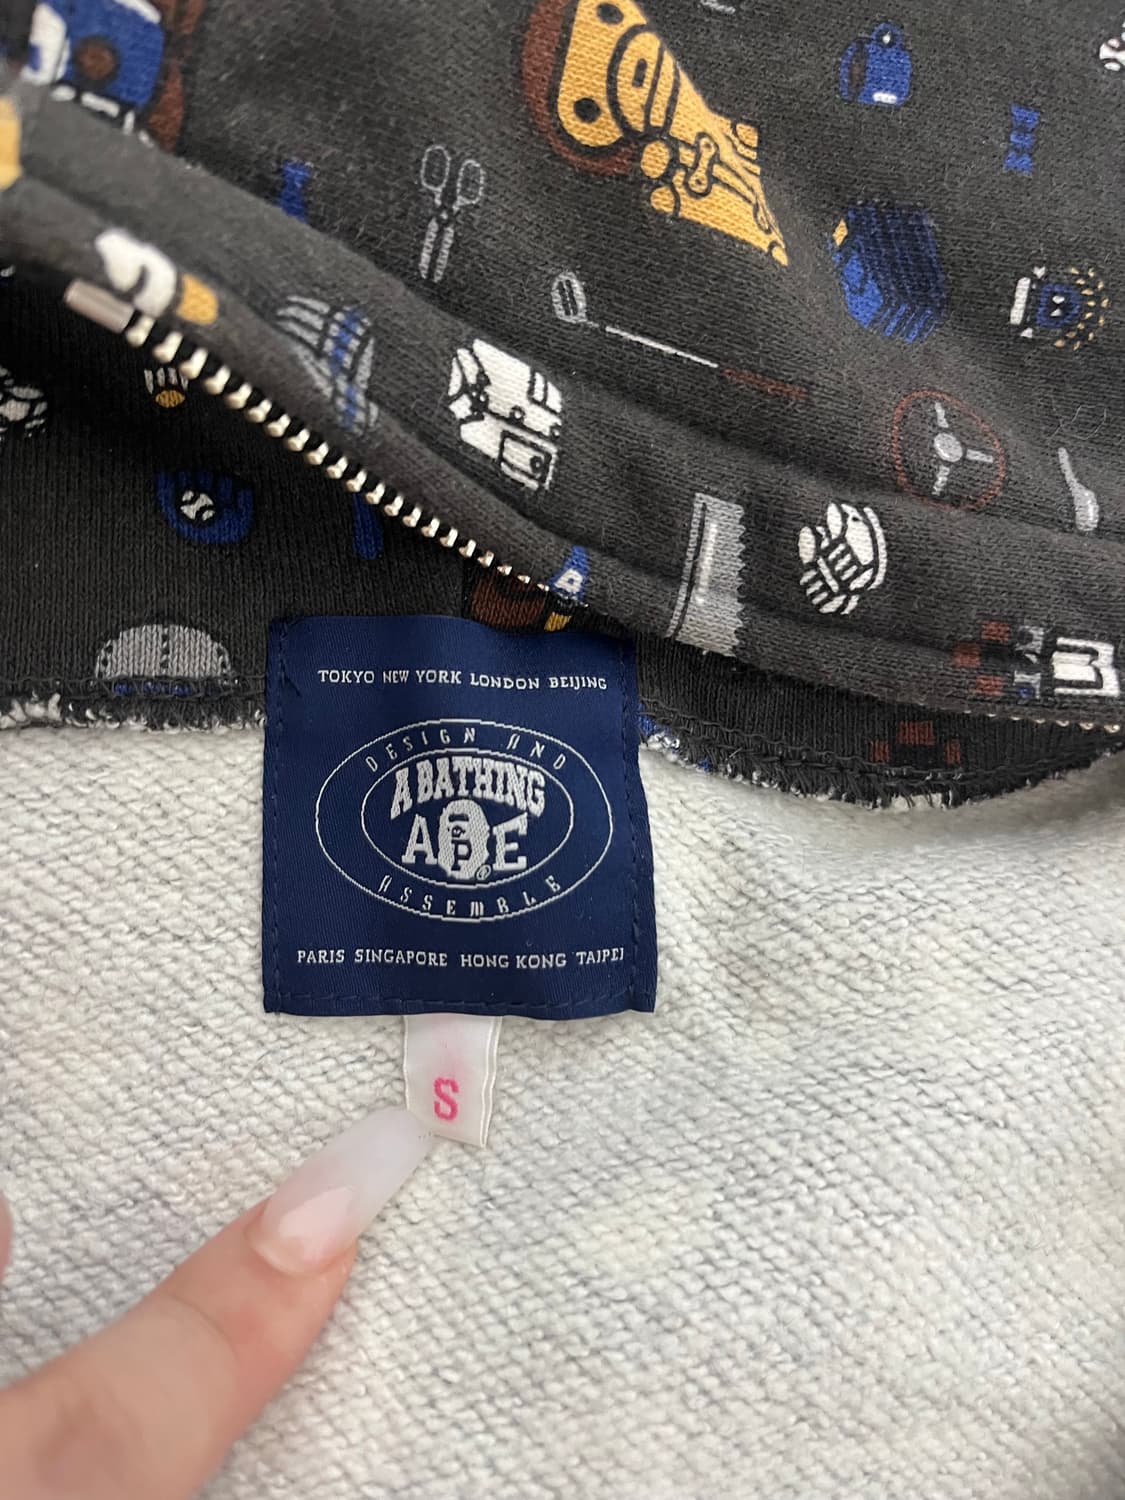 TOKYO NEW YORK LONDON BEIJING
DESIGN AND
A BATHING
APE®
ASSEMBLE
PARIS SINGAPORE HONG KONG TAIPEI
S